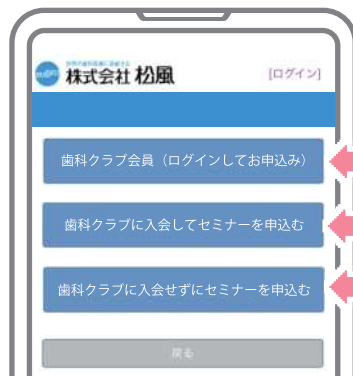 株式会社 松風
[ログイン]
歯科クラブ会員（ログインしてお申込み）
歯科クラブに入会してセミナーを申込む
歯科クラブに入会せずにセミナーを申込む
戻る